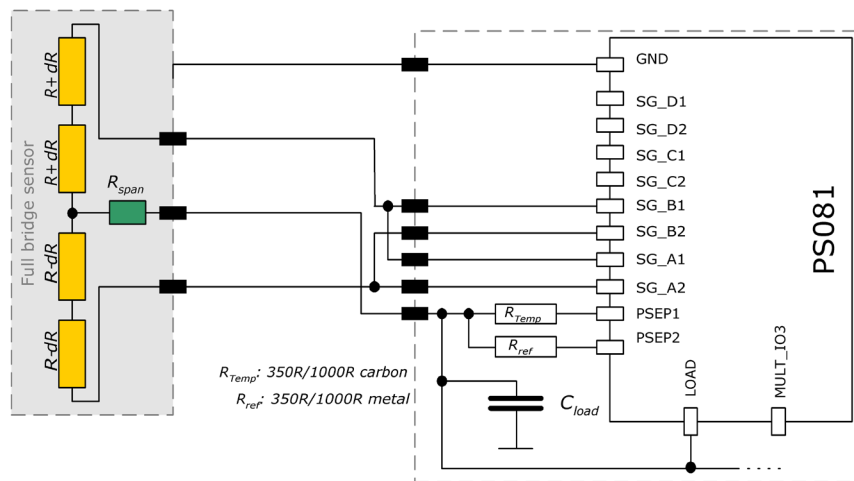 Full bridge sensor
R+dR
R+dR
R-dR
R-dR
Rspan
GND
SG_D1
SG_D2
SG_C1
SG_C2
SG_B1
SG_B2
SG_A1
SG_A2
PSEP1
PSEP2
PS081
LOAD
MULT_IO3
RTemp
Rref
RTemp: 350R/1000R carbon
Rref: 350R/1000R metal
Cload